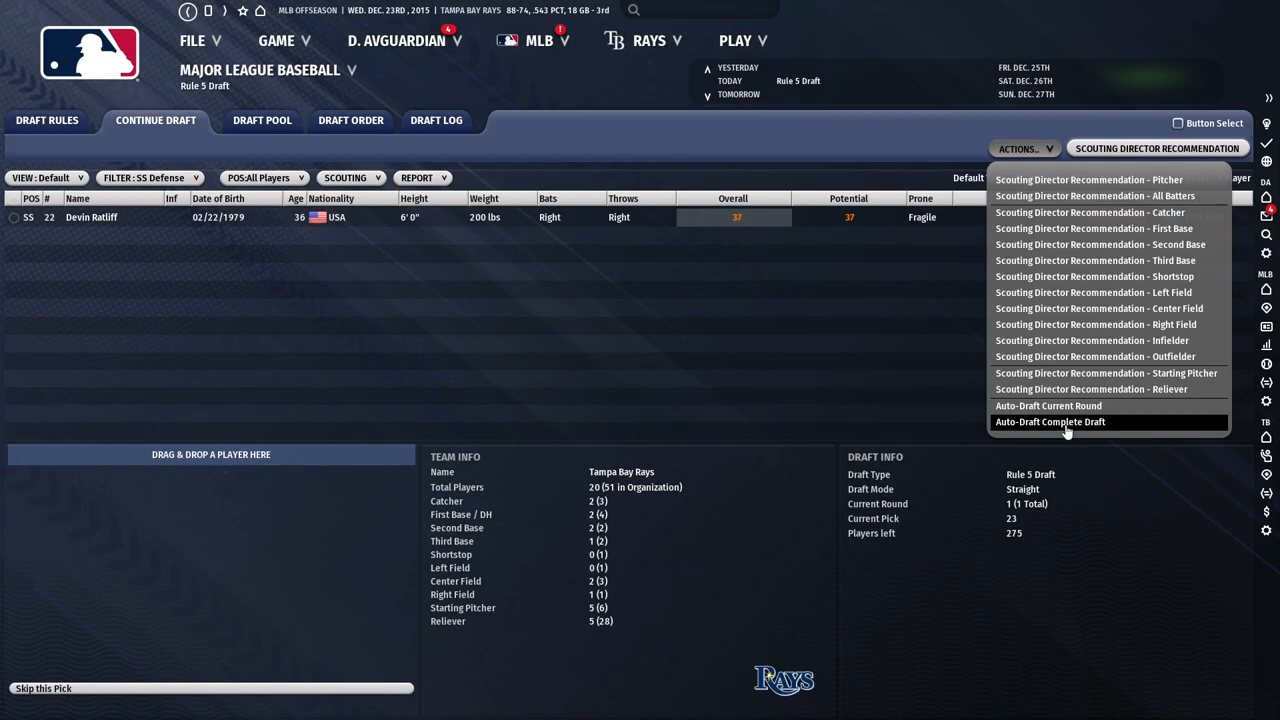 MLB OFFSEASON | WED. DEC. 23RD , 2015 | TAMPA BAY RAYS 88-74, .543 PCT, 18 GB - 3rd
FILE GAME D. AVGUARDIAN 4 MLB ! TB RAYS PLAY
MAJOR LEAGUE BASEBALL
Rule 5 Draft
YESTERDAY FRI. DEC. 25TH
TODAY Rule 5 Draft SAT. DEC. 26TH
TOMORROW SUN. DEC. 27TH
DRAFT RULES CONTINUE DRAFT DRAFT POOL DRAFT ORDER DRAFT LOG
Button Select
ACTIONS.. SCOUTING DIRECTOR RECOMMENDATION
VIEW : Default FILTER : SS Defense POS:All Players SCOUTING REPORT Default
POS # Name Inf Date of Birth Age Nationality Height Weight Bats Throws Overall Potential Prone
SS 22 Devin Ratliff 02/22/1979 36 USA 6' 0" 200 lbs Right Right 37 37 Fragile
Scouting Director Recommendation - Pitcher
Scouting Director Recommendation - All Batters
Scouting Director Recommendation - Catcher
Scouting Director Recommendation - First Base
Scouting Director Recommendation - Second Base
Scouting Director Recommendation - Third Base
Scouting Director Recommendation - Shortstop
Scouting Director Recommendation - Left Field
Scouting Director Recommendation - Center Field
Scouting Director Recommendation - Right Field
Scouting Director Recommendation - Infielder
Scouting Director Recommendation - Outfielder
Scouting Director Recommendation - Starting Pitcher
Scouting Director Recommendation - Reliever
Auto-Draft Current Round
Auto-Draft Complete Draft
DRAG & DROP A PLAYER HERE
Skip this Pick
TEAM INFO
Name Tampa Bay Rays
Total Players 20 (51 in Organization)
Catcher 2 (3)
First Base / DH 2 (4)
Second Base 2 (2)
Third Base 1 (2)
Shortstop 0 (1)
Left Field 0 (1)
Center Field 2 (3)
Right Field 1 (1)
Starting Pitcher 5 (6)
Reliever 5 (28)
RAYS
DRAFT INFO
Draft Type Rule 5 Draft
Draft Mode Straight
Current Round 1 (1 Total)
Current Pick 23
Players left 275
DA
4
MLB
TB
$